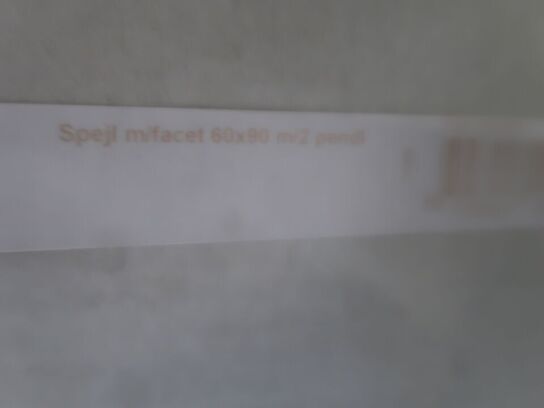 Spejl m/facet 60x90 m/2 pendl